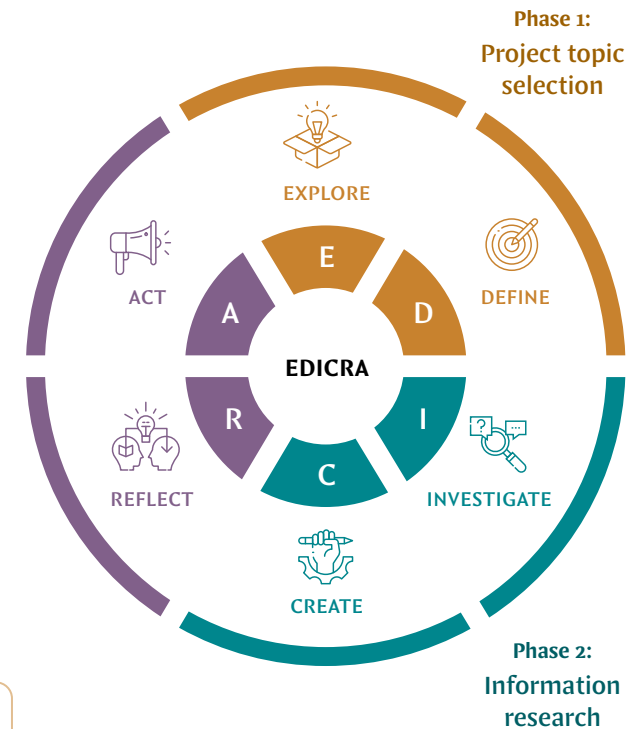 Phase 1:
Project topic
selection
EXPLORE
ACT
DEFINE
E
A
D
EDICRA
R
I
C
REFLECT
INVESTIGATE
?
...
CREATE
Phase 2:
Information
research